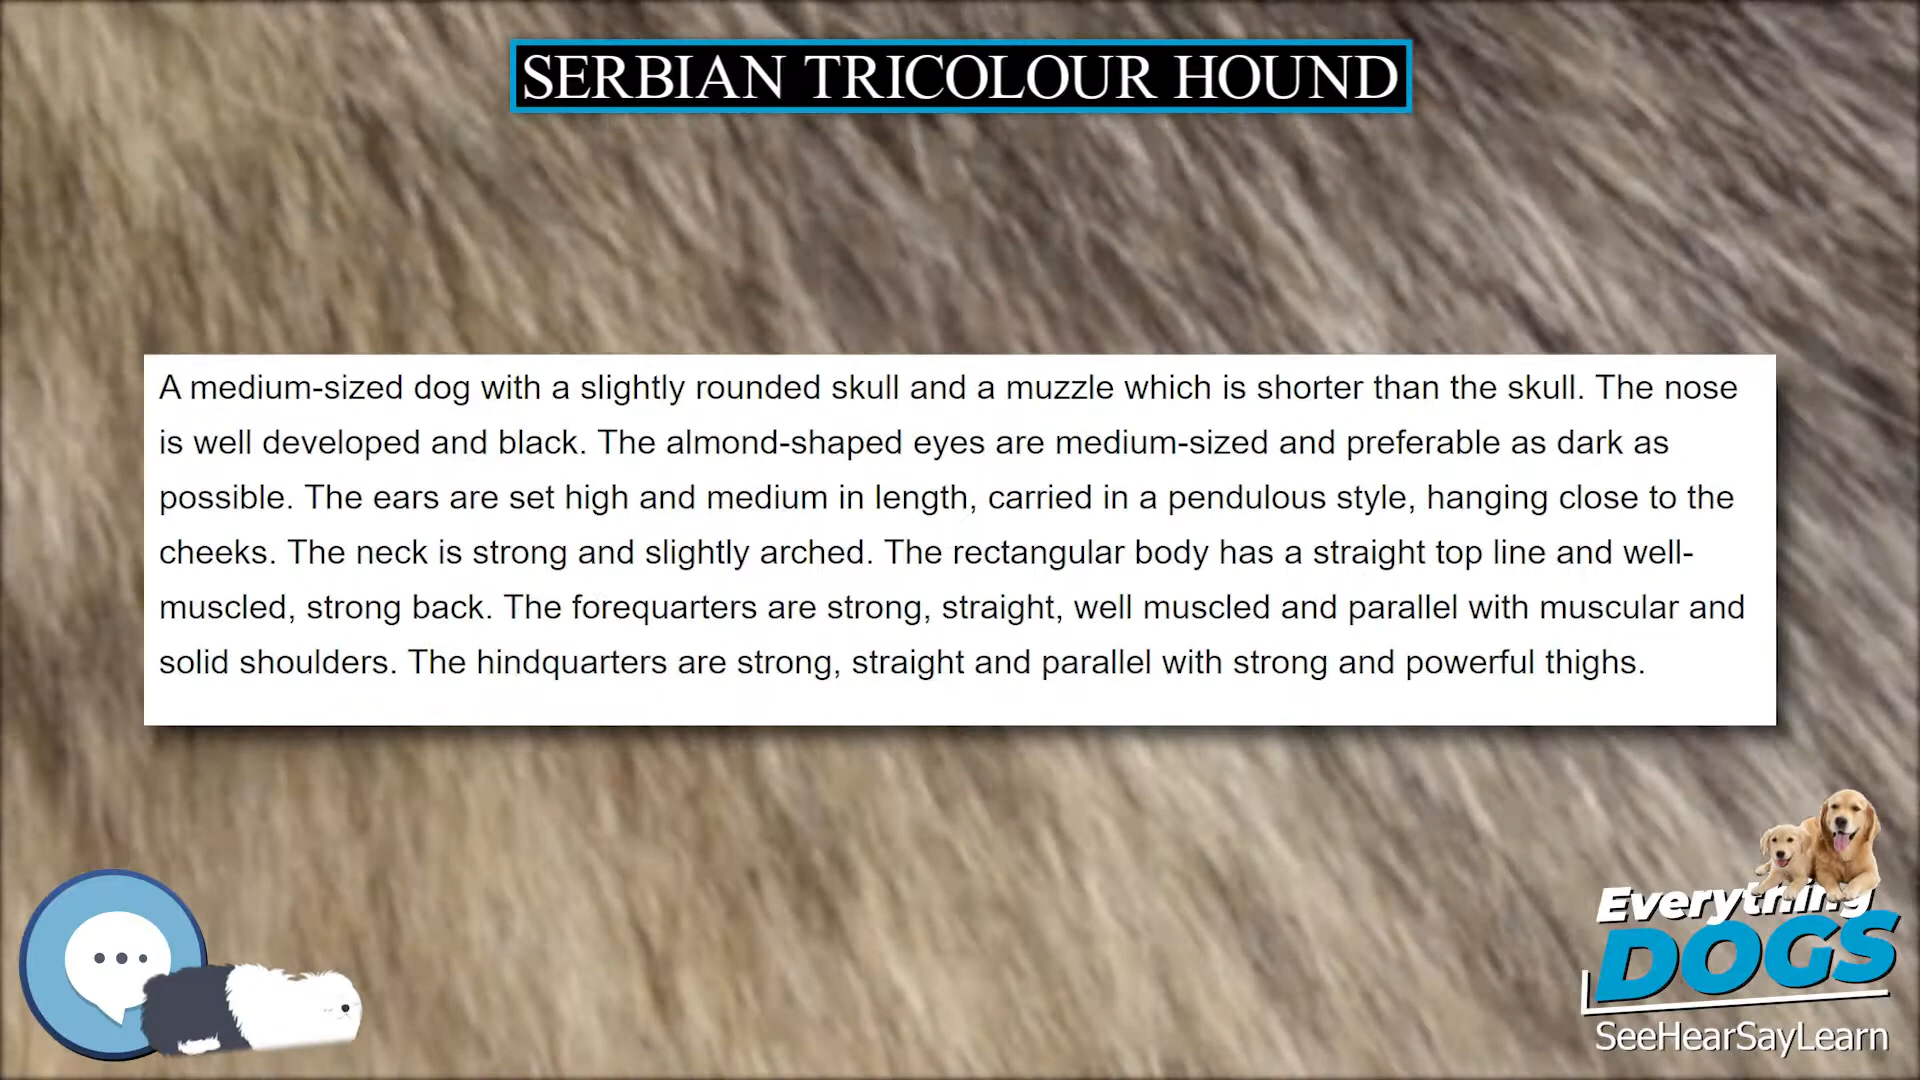 SERBIAN TRICOLOUR HOUND
A medium-sized dog with a slightly rounded skull and a muzzle which is shorter than the skull. The nose
is well developed and black. The almond-shaped eyes are medium-sized and preferable as dark as
possible. The ears are set high and medium in length, carried in a pendulous style, hanging close to the
cheeks. The neck is strong and slightly arched. The rectangular body has a straight top line and well-
muscled, strong back. The forequarters are strong, straight, well muscled and parallel with muscular and
solid shoulders. The hindquarters are strong, straight and parallel with strong and powerful thighs.
Everything
DOGS
SeeHearSayLearn